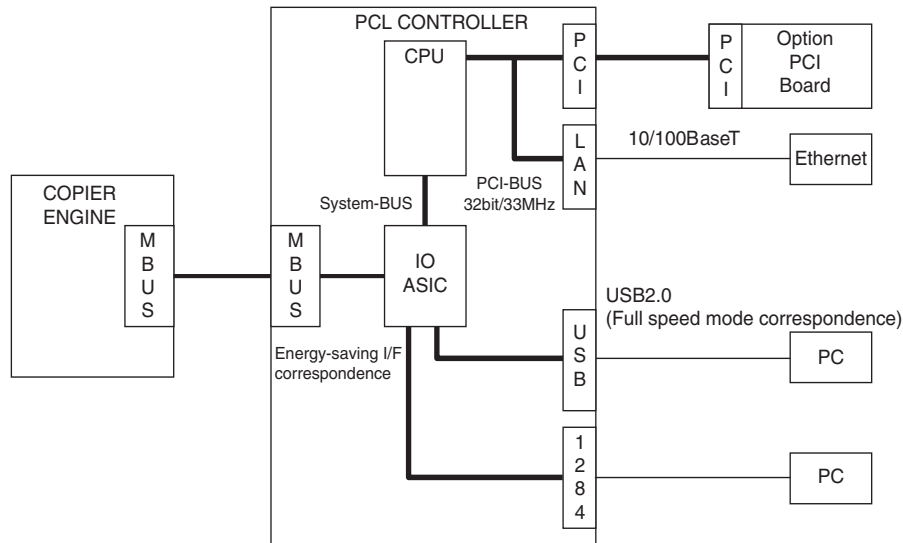 PCL CONTROLLER
CPU
P
C
I
P
C
I
Option
PCI
Board
L
A
N
10/100BaseT
Ethernet
PCI-BUS
32bit/33MHz
System-BUS
COPIER
ENGINE
M
B
U
S
M
B
U
S
IO
ASIC
Energy-saving I/F
correspondence
U
S
B
USB2.0
(Full speed mode correspondence)
PC
1
2
8
4
PC